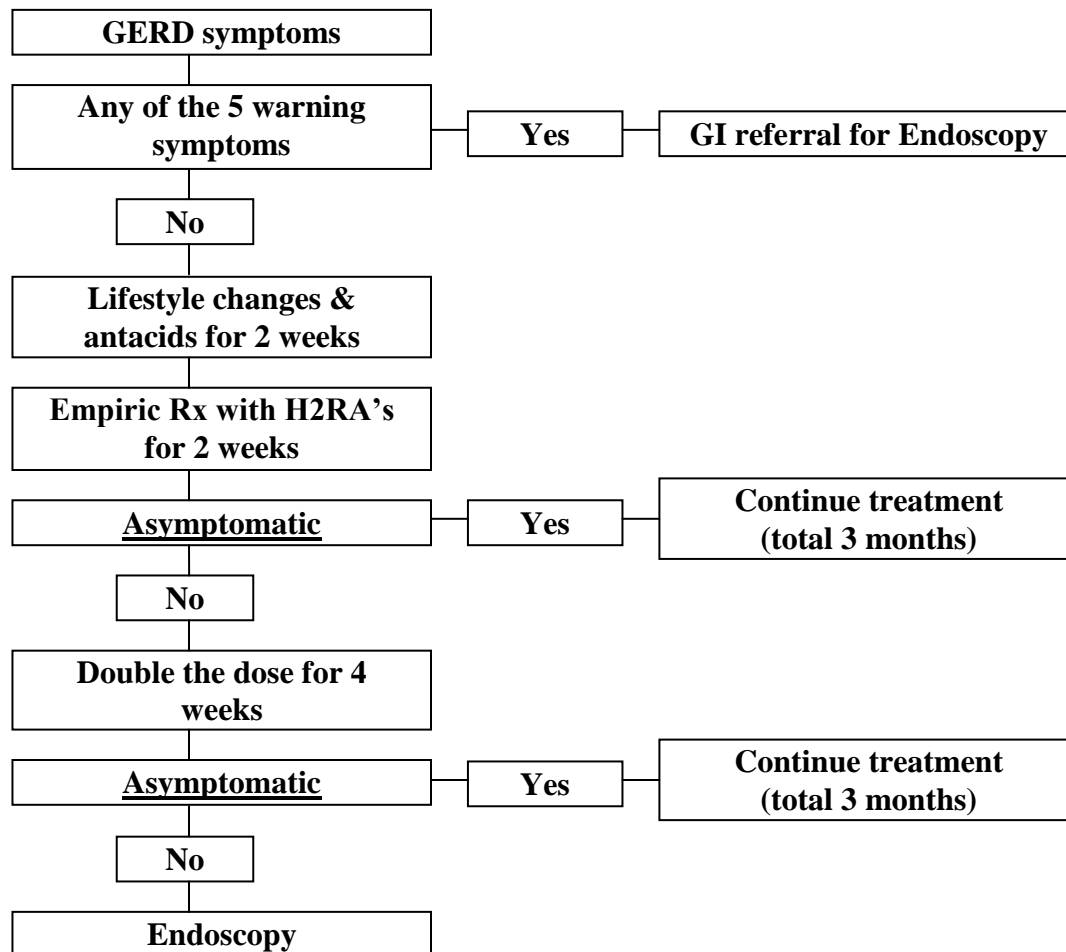 GERD symptoms
Any of the 5 warning
symptoms
Yes
GI referral for Endoscopy
No
Lifestyle changes &
antacids for 2 weeks
Empiric Rx with H2RA's
for 2 weeks
Asymptomatic
Yes
Continue treatment
(total 3 months)
No
Double the dose for 4
weeks
Asymptomatic
Yes
Continue treatment
(total 3 months)
No
Endoscopy